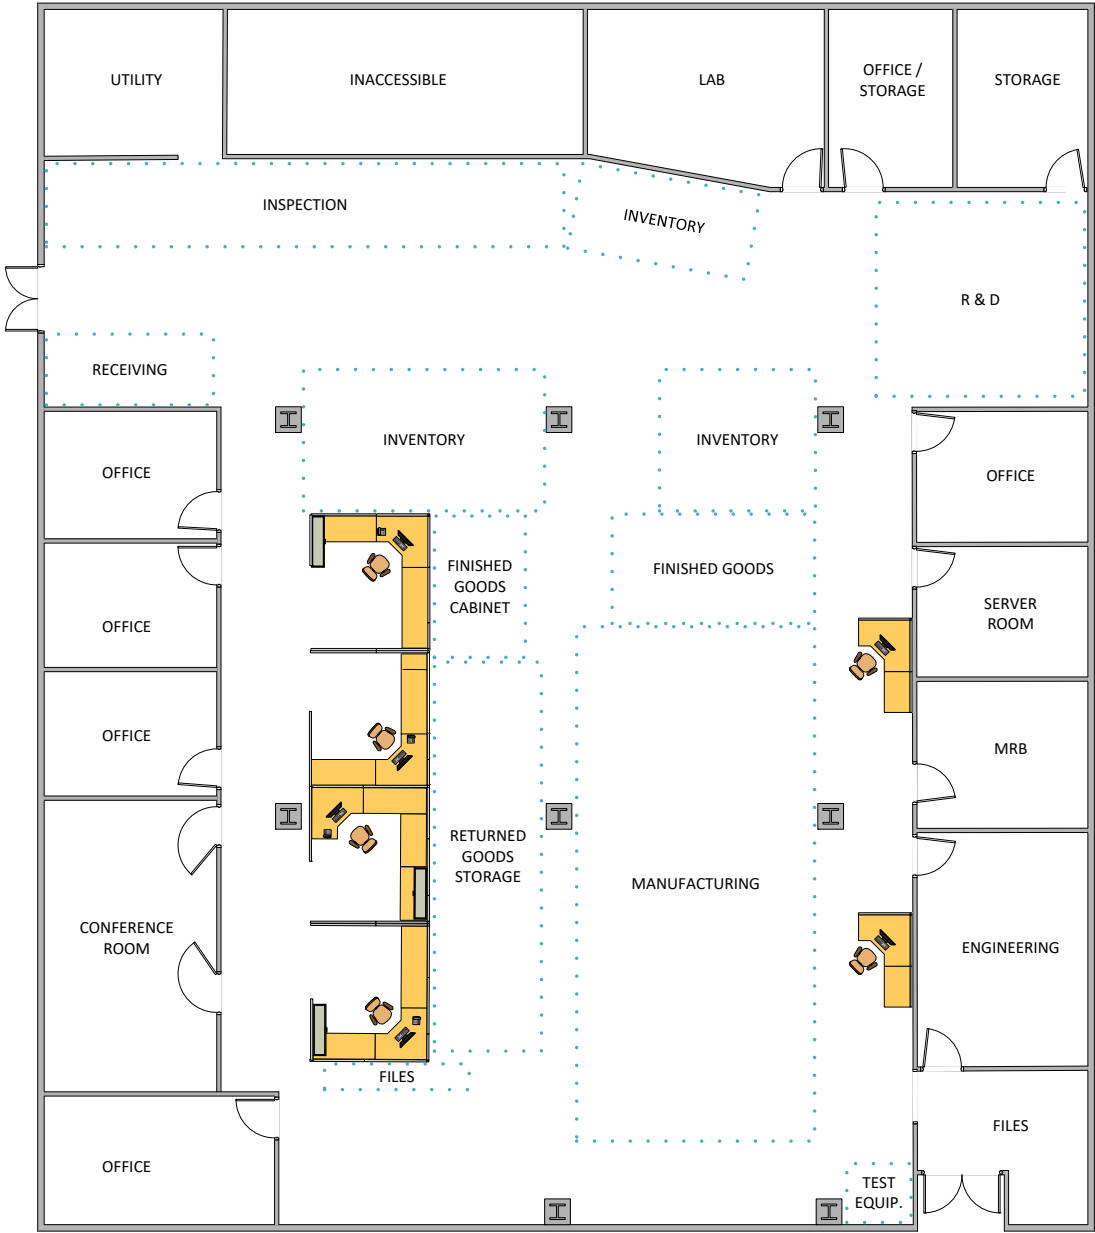 UTILITY
INACCESSIBLE
LAB
OFFICE /
STORAGE
STORAGE
INSPECTION
INVENTORY
R & D
RECEIVING
INVENTORY
INVENTORY
OFFICE
OFFICE
FINISHED
GOODS
CABINET
FINISHED GOODS
SERVER
ROOM
OFFICE
OFFICE
MRB
RETURNED
GOODS
STORAGE
MANUFACTURING
CONFERENCE
ROOM
ENGINEERING
FILES
FILES
OFFICE
TEST
EQUIP.